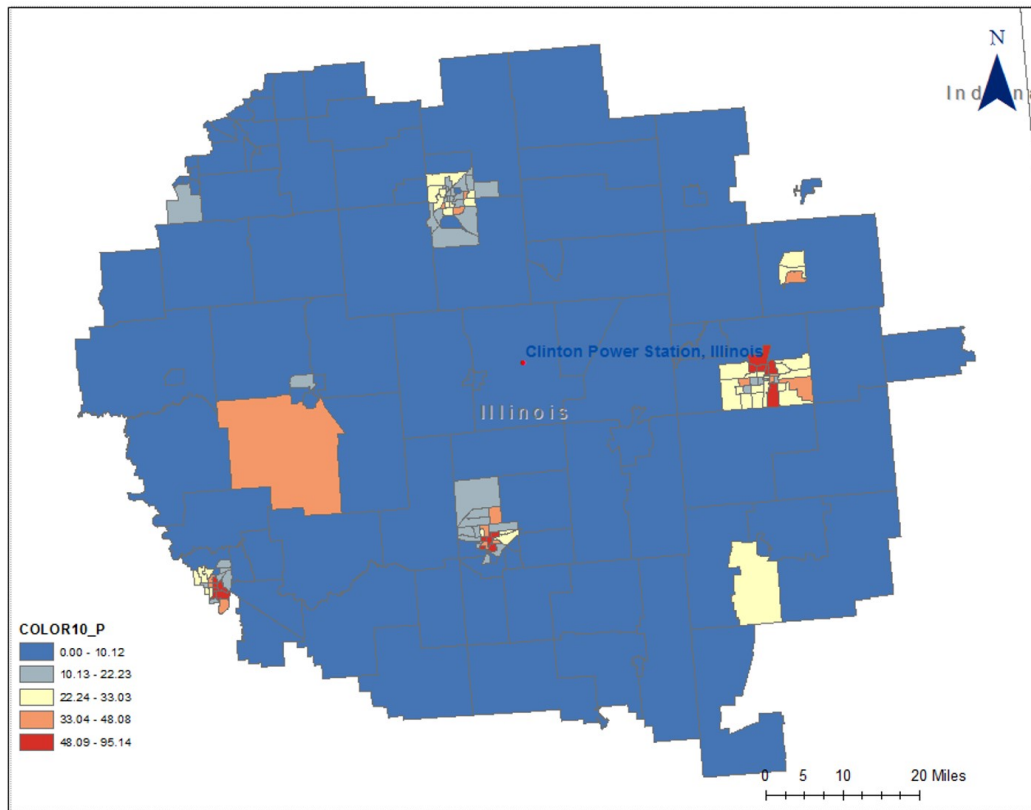 N
Indiana
Clinton Power Station, Illinois
Illinois
COLOR10_P
0.00 - 10.12
10.13 - 22.23
22.24 - 33.03
33.04 - 48.08
48.09 - 95.14
0 5 10 20 Miles